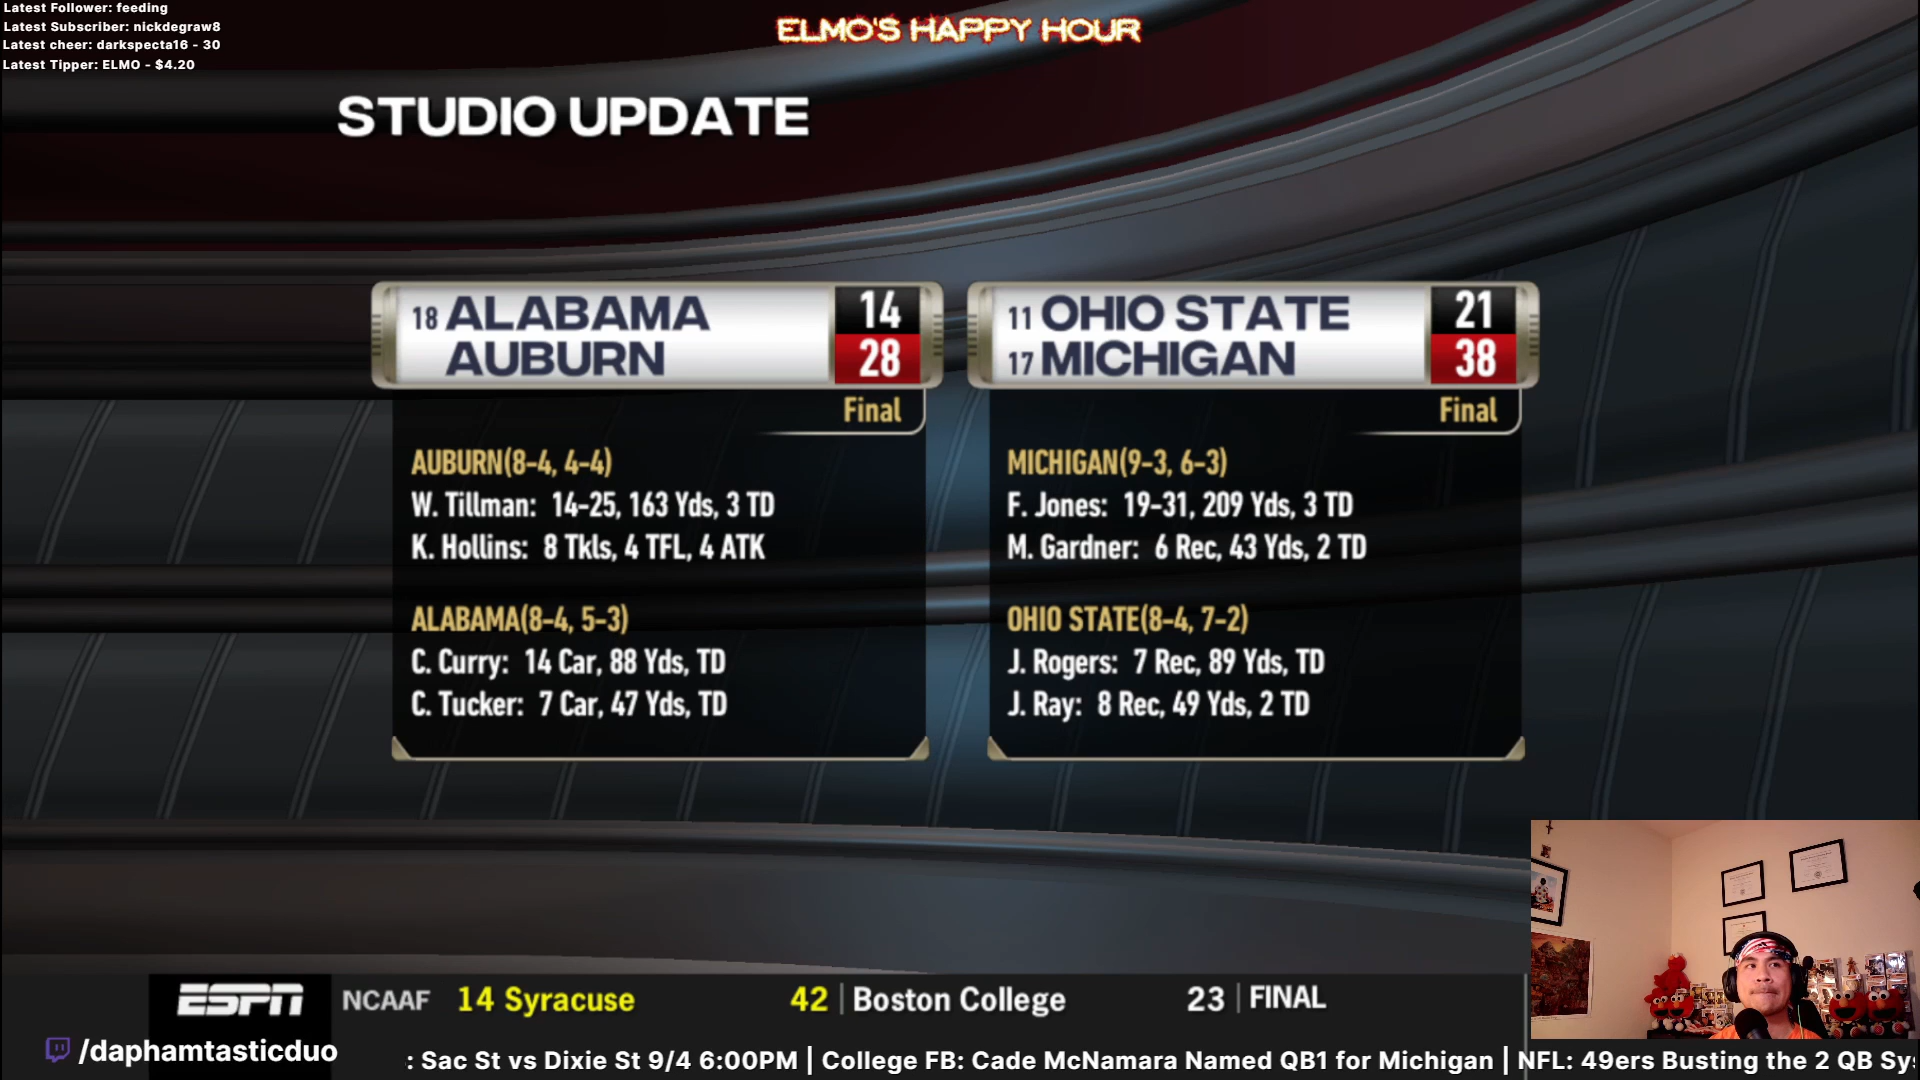 Latest Follower: feeding
Latest Subscriber: nickdegraw8
Latest cheer: darkspecta16 - 30
Latest Tipper: ELMO - $4.20
ELMO'S HAPPY HOUR
STUDIO UPDATE
18 ALABAMA 14
AUBURN 28
Final
AUBURN(8-4, 4-4)
W. Tillman: 14-25, 163 Yds, 3 TD
K. Hollins: 8 Tkls, 4 TFL, 4 ATK
ALABAMA(8-4, 5-3)
C. Curry: 14 Car, 88 Yds, TD
C. Tucker: 7 Car, 47 Yds, TD
11 OHIO STATE 21
17 MICHIGAN 38
Final
MICHIGAN(9-3, 6-3)
F. Jones: 19-31, 209 Yds, 3 TD
M. Gardner: 6 Rec, 43 Yds, 2 TD
OHIO STATE(8-4, 7-2)
J. Rogers: 7 Rec, 89 Yds, TD
J. Ray: 8 Rec, 49 Yds, 2 TD
ESPN NCAAF 14 Syracuse 42 | Boston College 23 | FINAL
/daphamtasticduo
: Sac St vs Dixie St 9/4 6:00PM | College FB: Cade McNamara Named QB1 for Michigan | NFL: 49ers Busting the 2 QB Sy